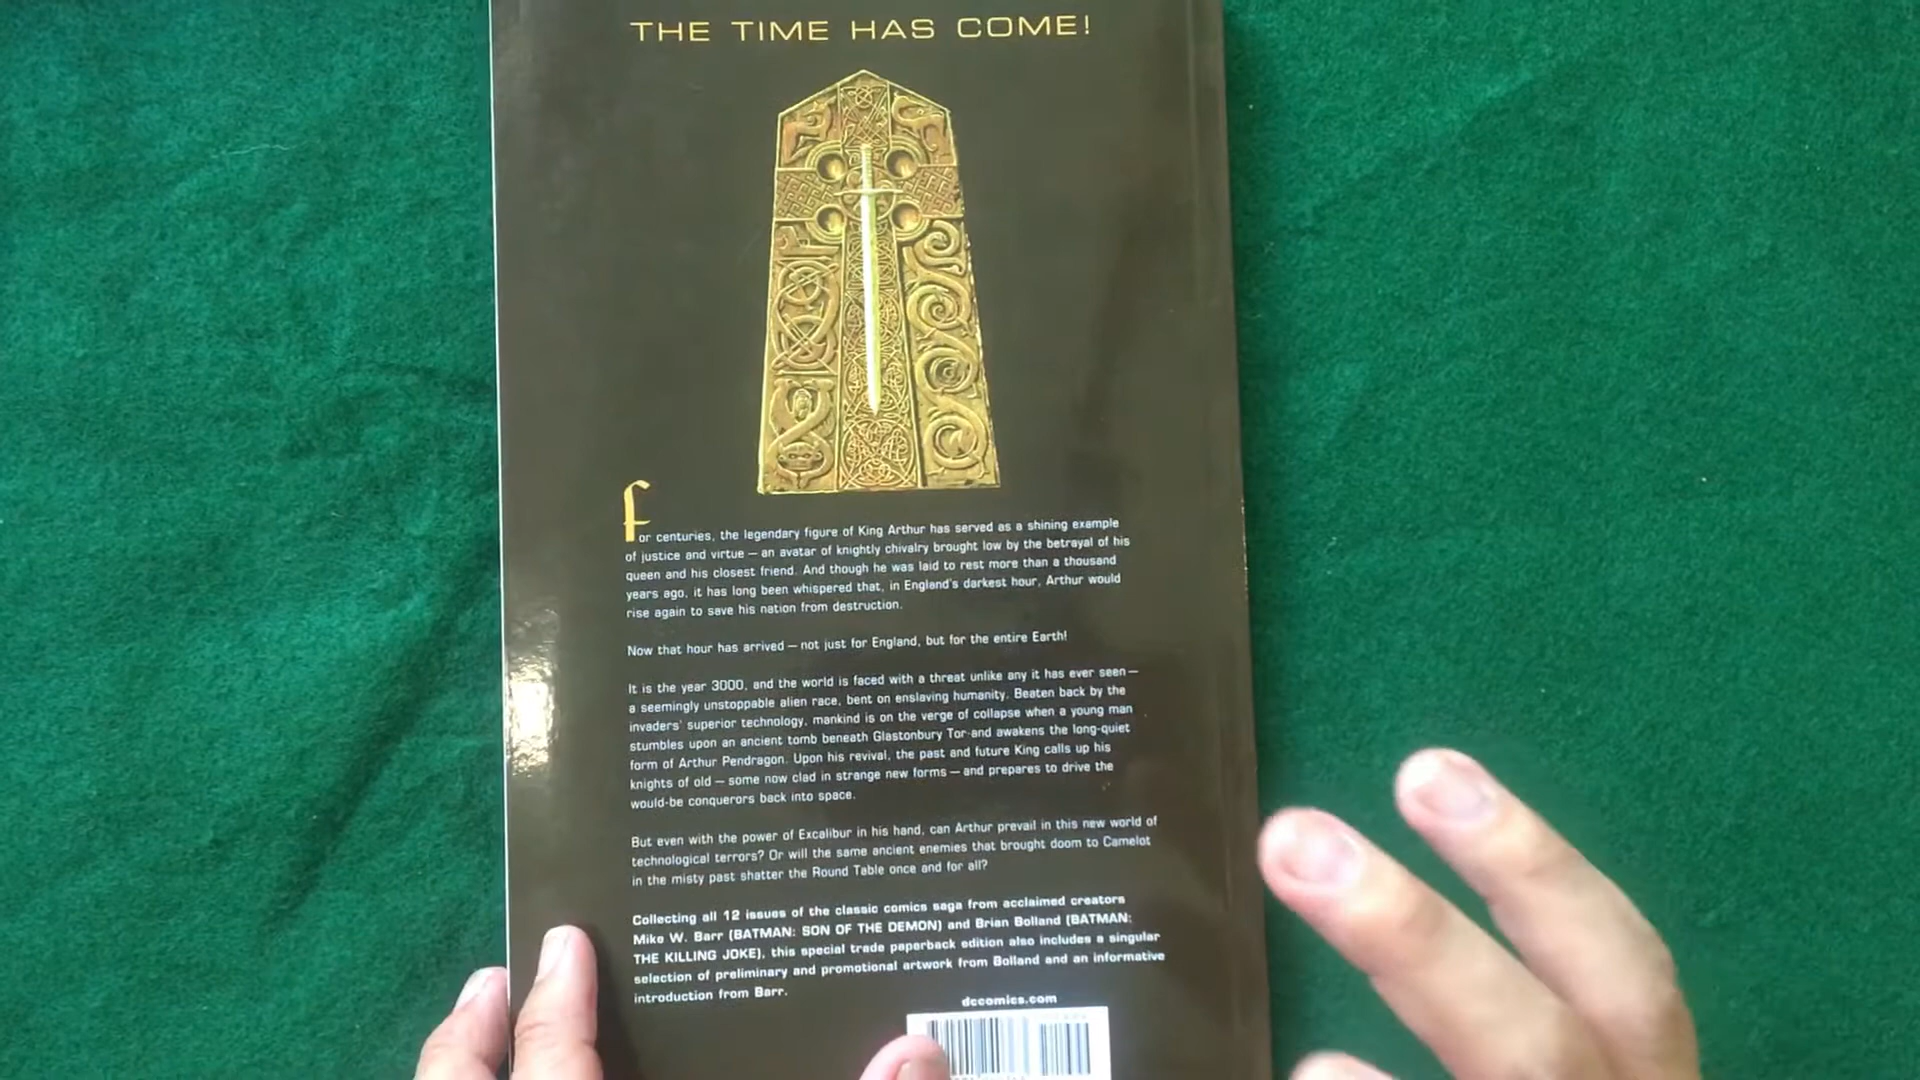 THE TIME HAS COME!
For centuries, the legendary figure of King Arthur has served as a shining example
of justice and virtue — an avatar of knightly chivalry brought low by the betrayal of his
queen and his closest friend. And though he was laid to rest more than a thousand
years ago, it has long been whispered that, in England's darkest hour, Arthur would
rise again to save his nation from destruction.
Now that hour has arrived — not just for England, but for the entire Earth!
It is the year 3000, and the world is faced with a threat unlike any it has ever seen —
a seemingly unstoppable alien race, bent on enslaving humanity. Beaten back by the
invaders' superior technology, mankind is on the verge of collapse when a young man
stumbles upon an ancient tomb beneath Glastonbury Tor and awakens the long-quiet
form of Arthur Pendragon. Upon his revival, the past and future King calls up his
knights of old — some now clad in strange new forms — and prepares to drive the
would-be conquerors back into space.
But even with the power of Excalibur in his hand, can Arthur prevail in this new world of
technological terrors? Or will the same ancient enemies that brought doom to Camelot
in the misty past shatter the Round Table once and for all?
Collecting all 12 issues of the classic comics saga from acclaimed creators
Mike W. Barr (BATMAN: SON OF THE DEMON) and Brian Bolland (BATMAN:
THE KILLING JOKE), this special trade paperback edition also includes a singular
selection of preliminary and promotional artwork from Bolland and an informative
introduction from Barr.
dccomics.com